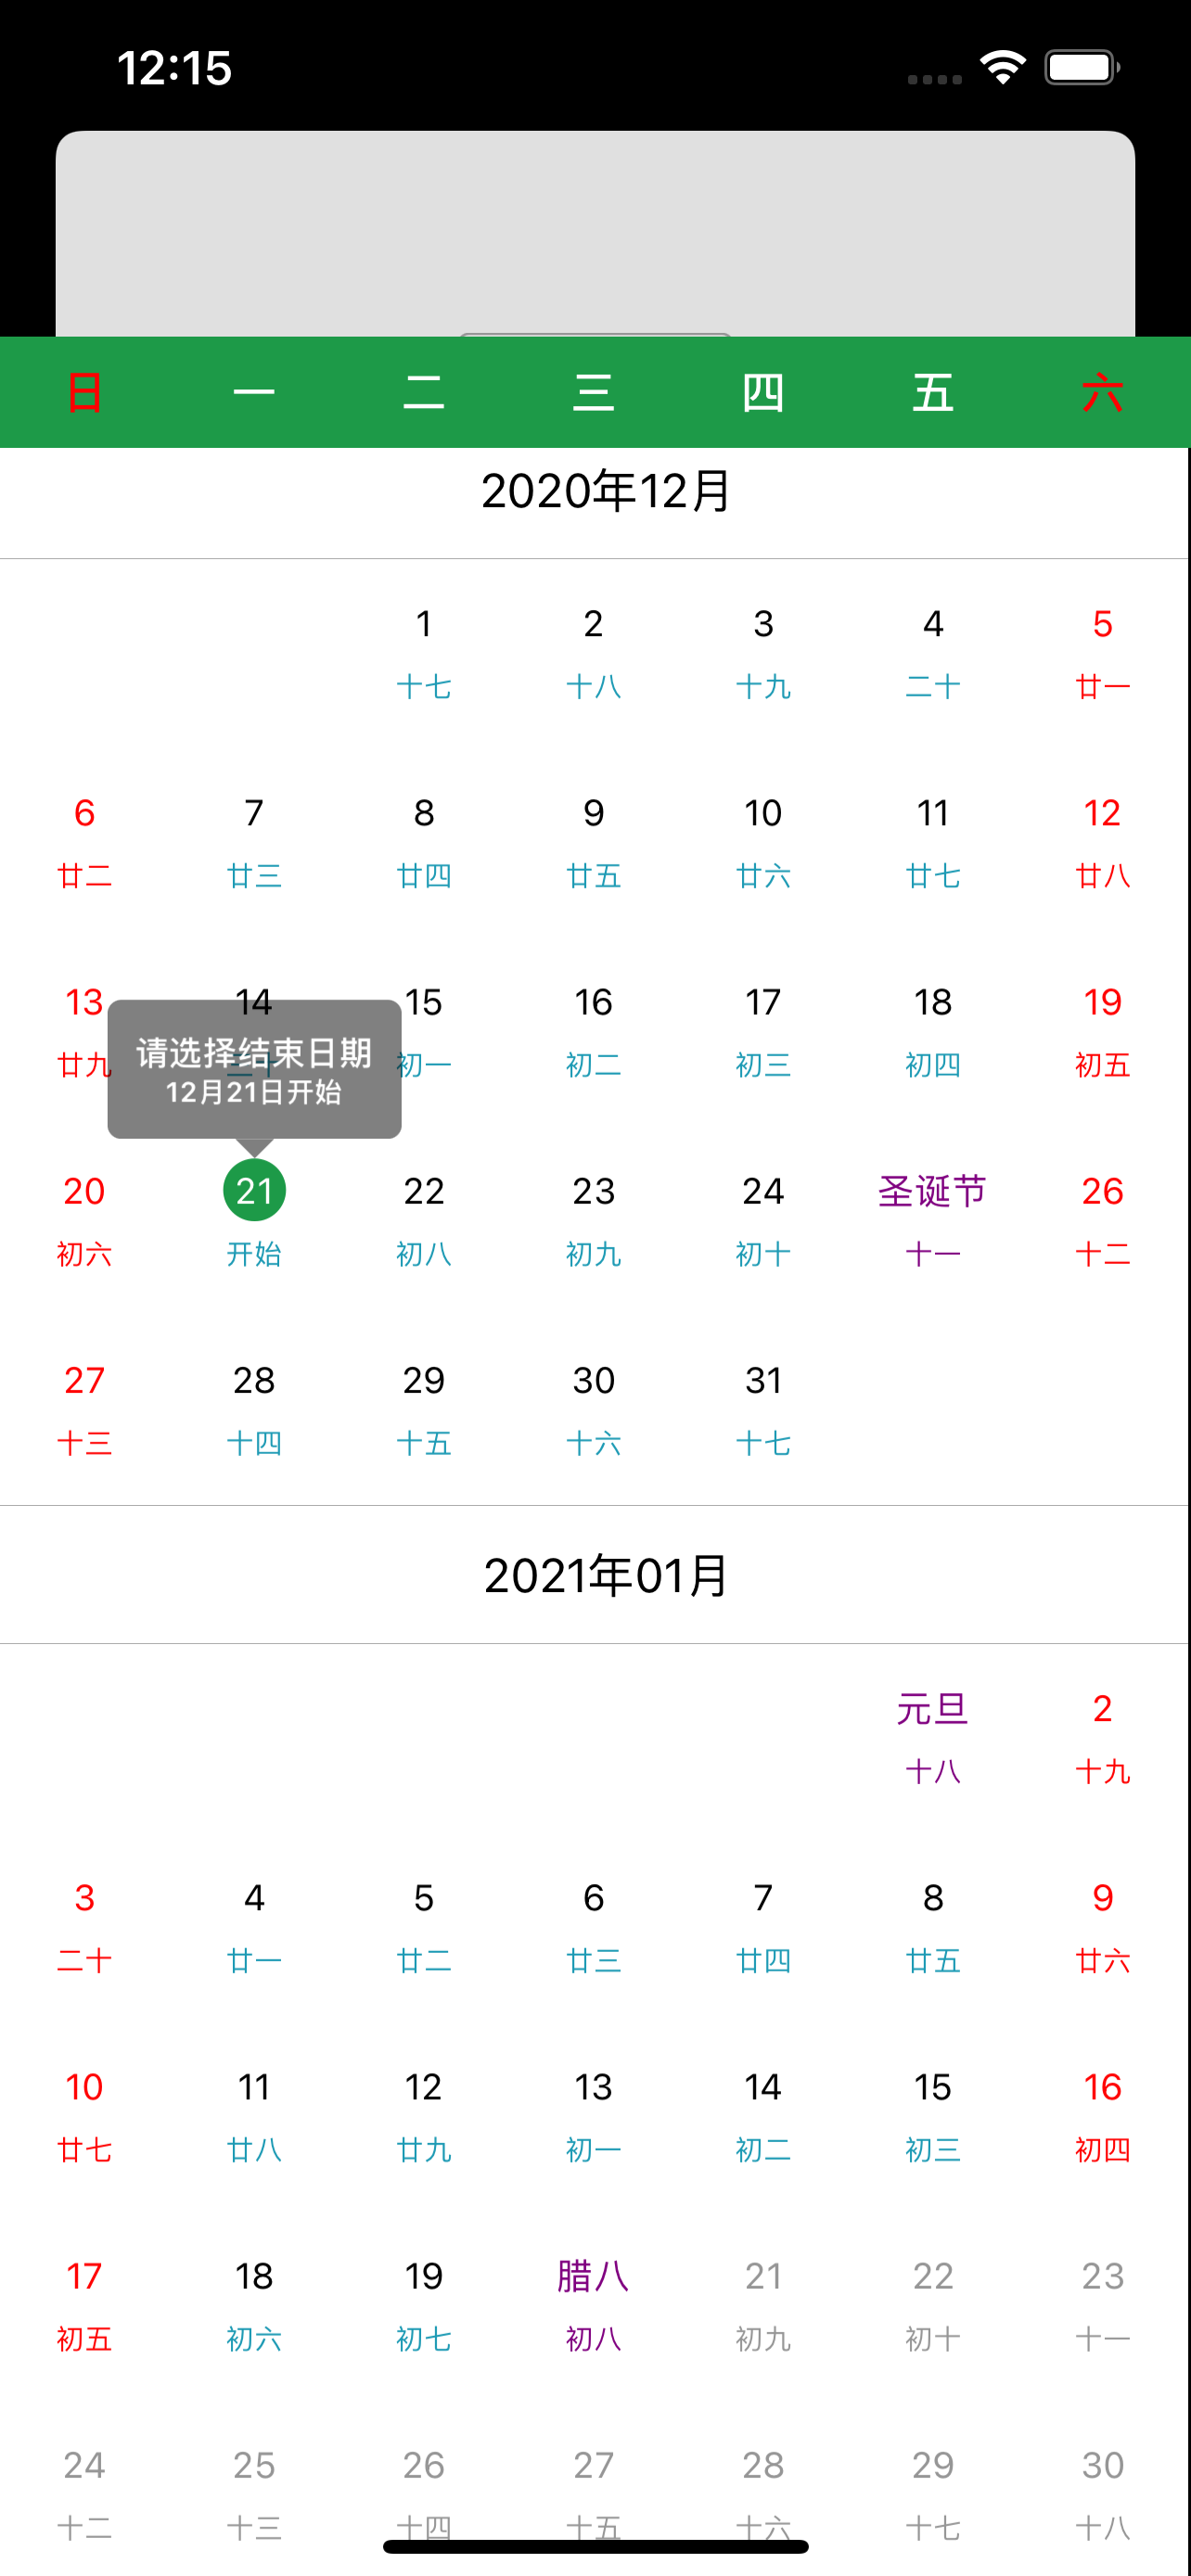 12:15
日 一 二 三 四 五 六
2020年12月
1 2 3 4 5
十七 十八 十九 二十 廿一
6 7 8 9 10 11 12
廿二 廿三 廿四 廿五 廿六 廿七 廿八
13 14 15 16 17 18 19
廿九 三十 初一 初二 初三 初四 初五
请选择结束日期
12月21日开始
20 21 22 23 24 圣诞节 26
初六 开始 初八 初九 初十 十一 十二
27 28 29 30 31
十三 十四 十五 十六 十七
2021年01月
元旦 2
十八 十九
3 4 5 6 7 8 9
二十 廿一 廿二 廿三 廿四 廿五 廿六
10 11 12 13 14 15 16
廿七 廿八 廿九 初一 初二 初三 初四
17 18 19 腊八 21 22 23
初五 初六 初七 初八 初九 初十 十一
24 25 26 27 28 29 30
十二 十三 十四 十五 十六 十七 十八